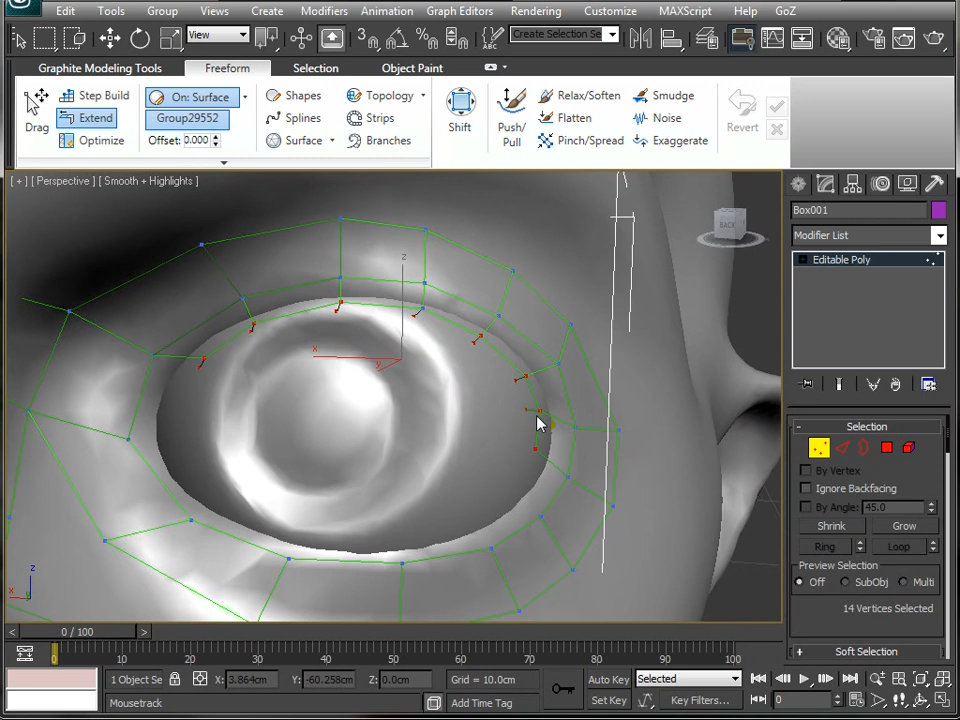 Edit Tools Group Views Create Modifiers Animation Graph Editors Rendering Customize MAXScript Help GoZ
View 3 Create Selection Se
Graphite Modeling Tools Freeform Selection Object Paint
Step Build On: Surface Shapes Topology Relax/Soften Smudge
Drag Extend Group29552 Splines Strips Shift Push/ Pull Flatten Noise Revert
Optimize Offset: 0.000 Surface Branches Pinch/Spread Exaggerate
[ + ] [ Perspective ] [ Smooth + Highlights ]
BACK
Box001
Modifier List
Editable Poly
z
x
y
- Selection
By Vertex
Ignore Backfacing
By Angle: 45.0
Shrink Grow
Ring Loop
Preview Selection
Off SubObj Multi
14 Vertices Selected
z
x
< 0 / 100 >
+ Soft Selection
0 10 20 30 40 50 60 70 80 90 100
1 Object Se X: 3.864cm Y: -60.258cm Z: 0.0cm Grid = 10.0cm Auto Key Selected
Mousetrack Add Time Tag Set Key Key Filters... 0